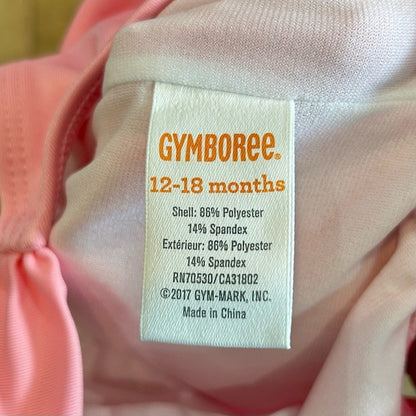 GYMBOREE®
12-18 months
Shell: 86% Polyester
14% Spandex
Extérieur: 86% Polyester
14% Spandex
RN70530/CA31802
©2017 GYM-MARK, INC.
Made in China